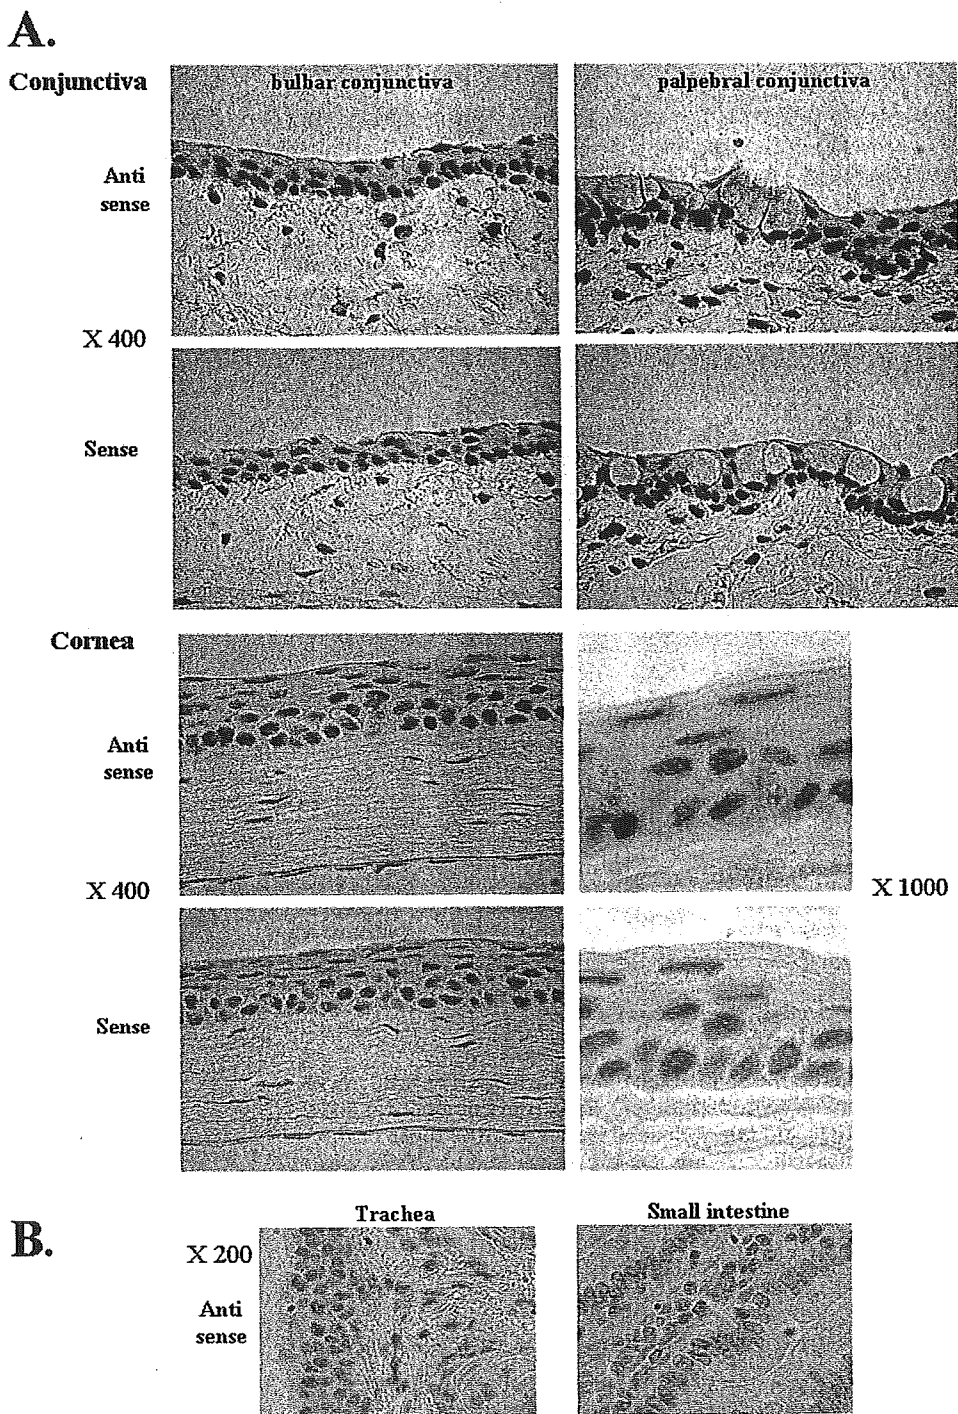 A.
Conjunctiva
bulbar conjunctiva
palpebral conjunctiva
Anti
sense
X 400
Sense
Cornea
Anti
sense
X 400
X 1000
Sense
B.
Trachea
Small intestine
X 200
Anti
sense